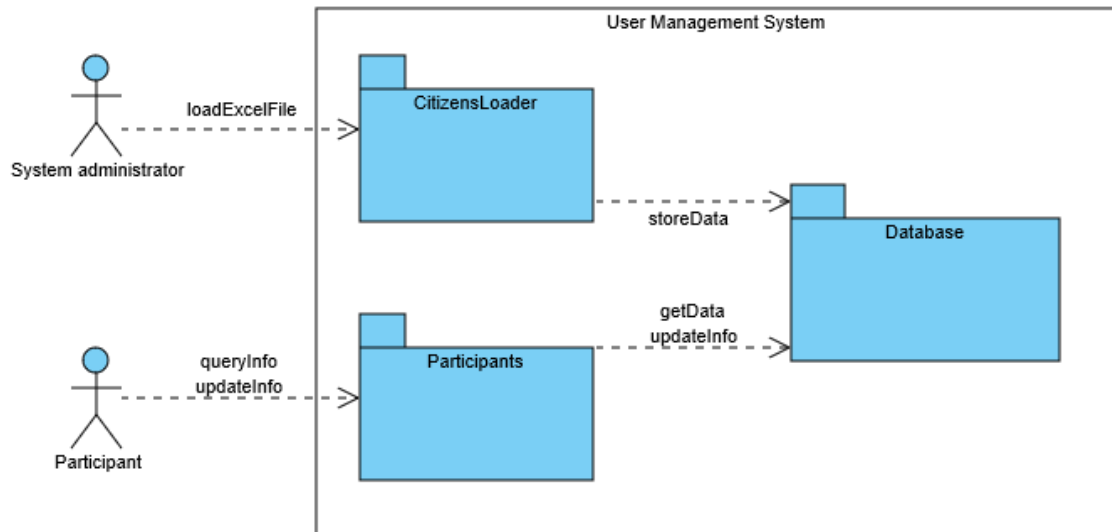 User Management System
CitizensLoader
loadExcelFile
System administrator
storeData
Database
getData
updateInfo
queryInfo
updateInfo
Participants
Participant